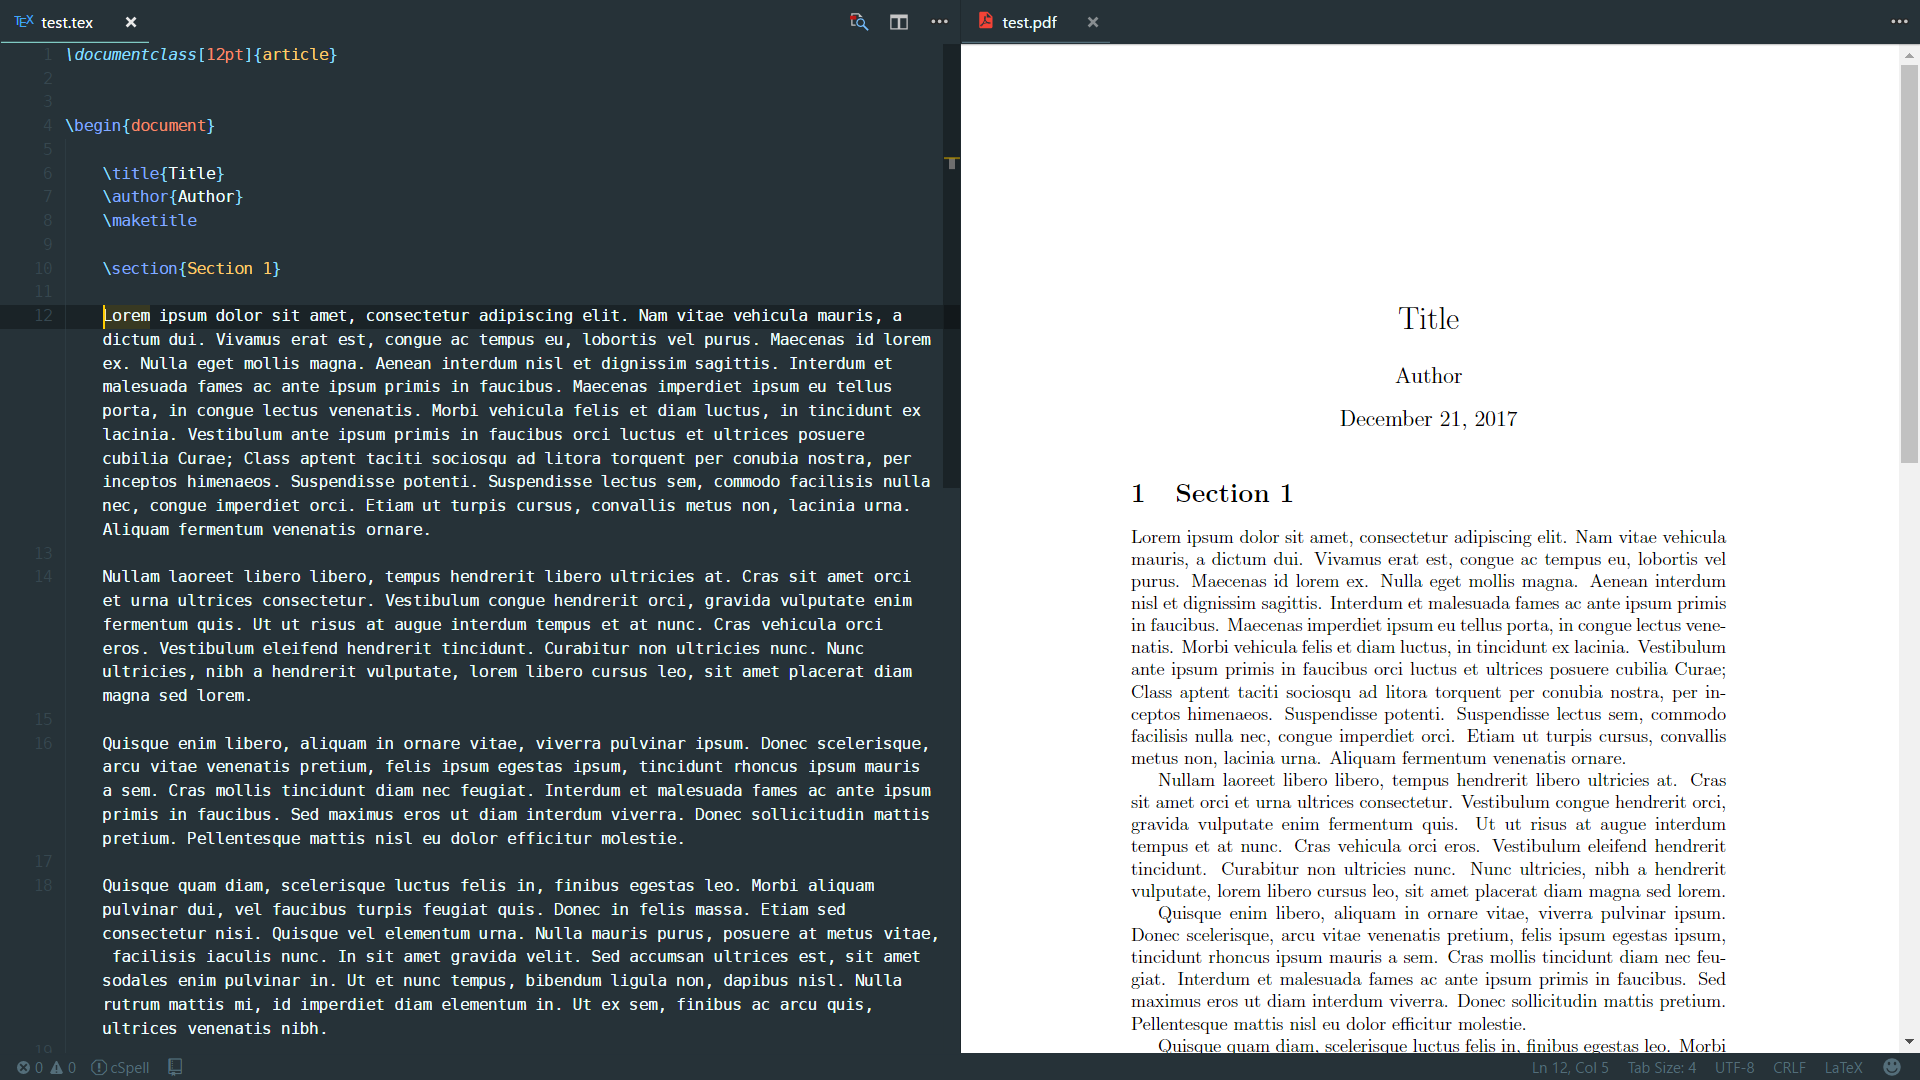 TEX test.tex
1 \documentclass[12pt]{article}
2
3
4 \begin{document}
5
6 \title{Title}
7 \author{Author}
8 \maketitle
9
10 \section{Section 1}
11
12 Lorem ipsum dolor sit amet, consectetur adipiscing elit. Nam vitae vehicula mauris, a
dictum dui. Vivamus erat est, congue ac tempus eu, lobortis vel purus. Maecenas id lorem
ex. Nulla eget mollis magna. Aenean interdum nisl et dignissim sagittis. Interdum et
malesuada fames ac ante ipsum primis in faucibus. Maecenas imperdiet ipsum eu tellus
porta, in congue lectus venenatis. Morbi vehicula felis et diam luctus, in tincidunt ex
lacinia. Vestibulum ante ipsum primis in faucibus orci luctus et ultrices posuere
cubilia Curae; Class aptent taciti sociosqu ad litora torquent per conubia nostra, per
inceptos himenaeos. Suspendisse potenti. Suspendisse lectus sem, commodo facilisis nulla
nec, congue imperdiet orci. Etiam ut turpis cursus, convallis metus non, lacinia urna.
Aliquam fermentum venenatis ornare.
13
14 Nullam laoreet libero libero, tempus hendrerit libero ultricies at. Cras sit amet orci
et urna ultrices consectetur. Vestibulum congue hendrerit orci, gravida vulputate enim
fermentum quis. Ut ut risus at augue interdum tempus et at nunc. Cras vehicula orci
eros. Vestibulum eleifend hendrerit tincidunt. Curabitur non ultricies nunc. Nunc
ultricies, nibh a hendrerit vulputate, lorem libero cursus leo, sit amet placerat diam
magna sed lorem.
15
16 Quisque enim libero, aliquam in ornare vitae, viverra pulvinar ipsum. Donec scelerisque,
arcu vitae venenatis pretium, felis ipsum egestas ipsum, tincidunt rhoncus ipsum mauris
a sem. Cras mollis tincidunt diam nec feugiat. Interdum et malesuada fames ac ante ipsum
primis in faucibus. Sed maximus eros ut diam interdum viverra. Donec sollicitudin mattis
pretium. Pellentesque mattis nisl eu dolor efficitur molestie.
17
18 Quisque quam diam, scelerisque luctus felis in, finibus egestas leo. Morbi aliquam
pulvinar dui, vel faucibus turpis feugiat quis. Donec in felis massa. Etiam sed
consectetur nisi. Quisque vel elementum urna. Nulla mauris purus, posuere at metus vitae,
facilisis iaculis nunc. In sit amet gravida velit. Sed accumsan ultrices est, sit amet
sodales enim pulvinar in. Ut et nunc tempus, bibendum ligula non, dapibus nisl. Nulla
rutrum mattis mi, id imperdiet diam elementum in. Ut ex sem, finibus ac arcu quis,
ultrices venenatis nibh.
19
test.pdf
Title
Author
December 21, 2017
1 Section 1
Lorem ipsum dolor sit amet, consectetur adipiscing elit. Nam vitae vehicula
mauris, a dictum dui. Vivamus erat est, congue ac tempus eu, lobortis vel
purus. Maecenas id lorem ex. Nulla eget mollis magna. Aenean interdum
nisl et dignissim sagittis. Interdum et malesuada fames ac ante ipsum primis
in faucibus. Maecenas imperdiet ipsum eu tellus porta, in congue lectus vene-
natis. Morbi vehicula felis et diam luctus, in tincidunt ex lacinia. Vestibulum
ante ipsum primis in faucibus orci luctus et ultrices posuere cubilia Curae;
Class aptent taciti sociosqu ad litora torquent per conubia nostra, per in-
ceptos himenaeos. Suspendisse potenti. Suspendisse lectus sem, commodo
facilisis nulla nec, congue imperdiet orci. Etiam ut turpis cursus, convallis
metus non, lacinia urna. Aliquam fermentum venenatis ornare.
Nullam laoreet libero libero, tempus hendrerit libero ultricies at. Cras
sit amet orci et urna ultrices consectetur. Vestibulum congue hendrerit orci,
gravida vulputate enim fermentum quis. Ut ut risus at augue interdum
tempus et at nunc. Cras vehicula orci eros. Vestibulum eleifend hendrerit
tincidunt. Curabitur non ultricies nunc. Nunc ultricies, nibh a hendrerit
vulputate, lorem libero cursus leo, sit amet placerat diam magna sed lorem.
Quisque enim libero, aliquam in ornare vitae, viverra pulvinar ipsum.
Donec scelerisque, arcu vitae venenatis pretium, felis ipsum egestas ipsum,
tincidunt rhoncus ipsum mauris a sem. Cras mollis tincidunt diam nec feu-
giat. Interdum et malesuada fames ac ante ipsum primis in faucibus. Sed
maximus eros ut diam interdum viverra. Donec sollicitudin mattis pretium.
Pellentesque mattis nisl eu dolor efficitur molestie.
Quisque quam diam, scelerisque luctus felis in, finibus egestas leo. Morbi
0 0 cSpell
Ln 12, Col 5 Tab Size: 4 UTF-8 CRLF LaTeX